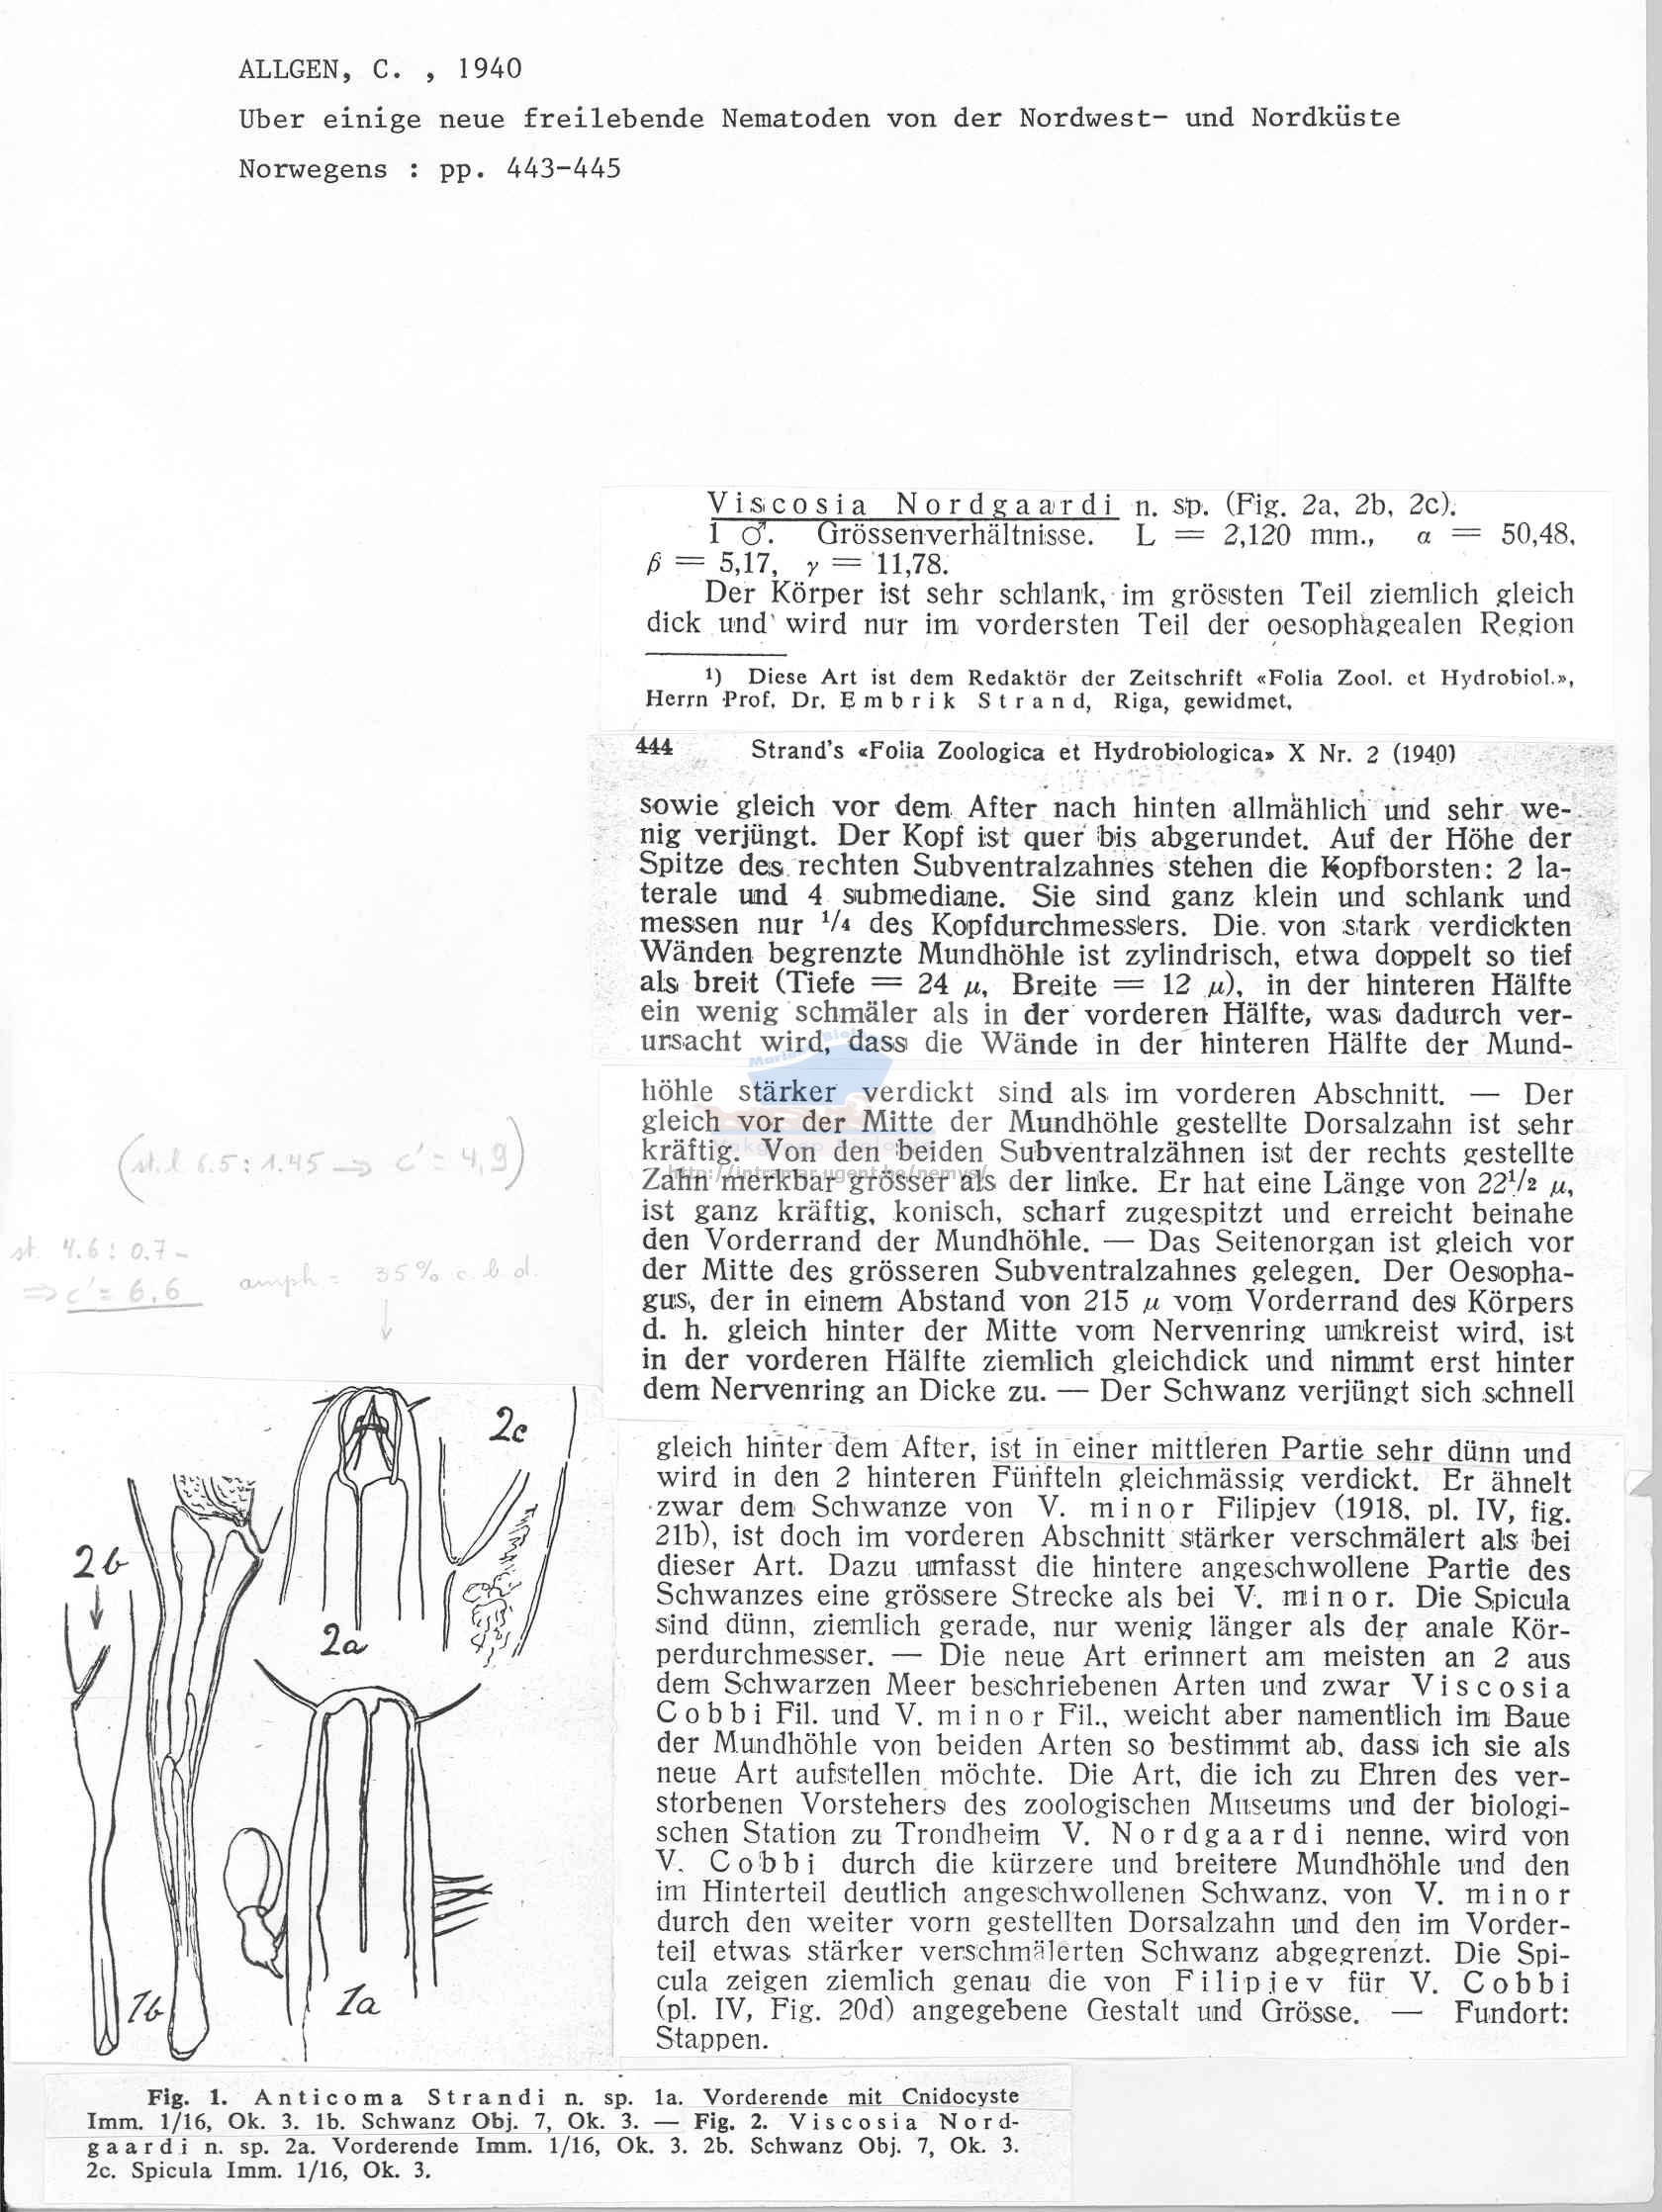 ALLGEN, C. , 1940
Uber einige neue freilebende Nematoden von der Nordwest- und Nordküste
Norwegens : pp. 443-445
Viscosia Nordgaardi n. sp. (Fig. 2a, 2b, 2c).
1 ♂. Grössenverhältnisse. L = 2,120 mm., α = 50,48,
β = 5,17, γ = 11,78.
Der Körper ist sehr schlank, im grössten Teil ziemlich gleich
dick und wird nur im vordersten Teil der oesophagealen Region
1) Diese Art ist dem Redaktör der Zeitschrift «Folia Zool. et Hydrobiol.»,
Herrn Prof. Dr. Embrik Strand, Riga, gewidmet.
444 Strand's «Folia Zoologica et Hydrobiologica» X Nr. 2 (1940)
sowie gleich vor dem After nach hinten allmählich und sehr we-
nig verjüngt. Der Kopf ist quer bis abgerundet. Auf der Höhe der
Spitze des rechten Subventralzahnes stehen die Kopfborsten: 2 la-
terale und 4 submediane. Sie sind ganz klein und schlank und
messen nur 1/4 des Kopfdurchmessers. Die von stark verdickten
Wänden begrenzte Mundhöhle ist zylindrisch, etwa doppelt so tief
als breit (Tiefe = 24 μ, Breite = 12 μ), in der hinteren Hälfte
ein wenig schmäler als in der vorderen Hälfte, was dadurch ver-
ursacht wird, dass die Wände in der hinteren Hälfte der Mund-
höhle stärker verdickt sind als im vorderen Abschnitt. — Der
gleich vor der Mitte der Mundhöhle gestellte Dorsalzahn ist sehr
kräftig. Von den beiden Subventralzähnen ist der rechts gestellte
http://intramar.ugent.be/nemys/
Zahn merkbar grösser als der linke. Er hat eine Länge von 22 1/2 μ,
ist ganz kräftig, konisch, scharf zugespitzt und erreicht beinahe
den Vorderrand der Mundhöhle. — Das Seitenorgan ist gleich vor
der Mitte des grösseren Subventralzahnes gelegen. Der Oesopha-
gus, der in einem Abstand von 215 μ vom Vorderrand des Körpers
d. h. gleich hinter der Mitte vom Nervenring umkreist wird, ist
in der vorderen Hälfte ziemlich gleichdick und nimmt erst hinter
dem Nervenring an Dicke zu. — Der Schwanz verjüngt sich schnell
gleich hinter dem After, ist in einer mittleren Partie sehr dünn und
wird in den 2 hinteren Fünfteln gleichmässig verdickt. Er ähnelt
zwar dem Schwanze von V. minor Filipjev (1918, pl. IV, fig.
21b), ist doch im vorderen Abschnitt stärker verschmälert als bei
dieser Art. Dazu umfasst die hintere angeschwollene Partie des
Schwanzes eine grössere Strecke als bei V. minor. Die Spicula
sind dünn, ziemlich gerade, nur wenig länger als der anale Kör-
perdurchmesser. — Die neue Art erinnert am meisten an 2 aus
dem Schwarzen Meer beschriebenen Arten und zwar Viscosia
Cobbi Fil. und V. minor Fil., weicht aber namentlich im Baue
der Mundhöhle von beiden Arten so bestimmt ab, dass ich sie als
neue Art aufstellen möchte. Die Art, die ich zu Ehren des ver-
storbenen Vorstehers des zoologischen Museums und der biologi-
schen Station zu Trondheim V. Nordgaardi nenne, wird von
V. Cobbi durch die kürzere und breitere Mundhöhle und den
im Hinterteil deutlich angeschwollenen Schwanz, von V. minor
durch den weiter vorn gestellten Dorsalzahn und den im Vorder-
teil etwas stärker verschmälerten Schwanz abgegrenzt. Die Spi-
cula zeigen ziemlich genau die von Filipjev für V. Cobbi
(pl. IV, Fig. 20d) angegebene Gestalt und Grösse. — Fundort:
Stappen.
(st.l 6.5 : 1.45 → c' = 4,9)
st. 4.6 : 0.7
⇒ c' = 6.6
amph = 35% c b d.
2c
2b
2a
1b
1a
Fig. 1. Anticoma Strandi n. sp. 1a. Vorderende mit Cnidocyste
Imm. 1/16, Ok. 3. 1b. Schwanz Obj. 7, Ok. 3. — Fig. 2. Viscosia Nord-
gaardi n. sp. 2a. Vorderende Imm. 1/16, Ok. 3. 2b. Schwanz Obj. 7, Ok. 3.
2c. Spicula Imm. 1/16, Ok. 3.